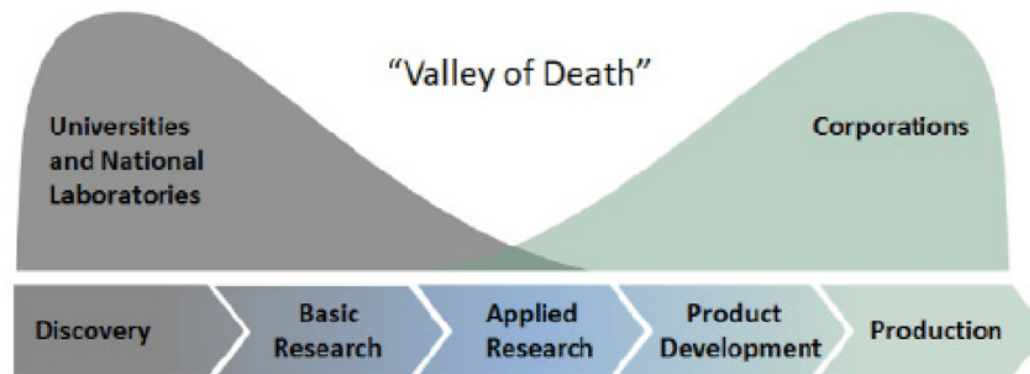 “Valley of Death”
Universities
and National
Laboratories
Corporations
Discovery
Basic
Research
Applied
Research
Product
Development
Production